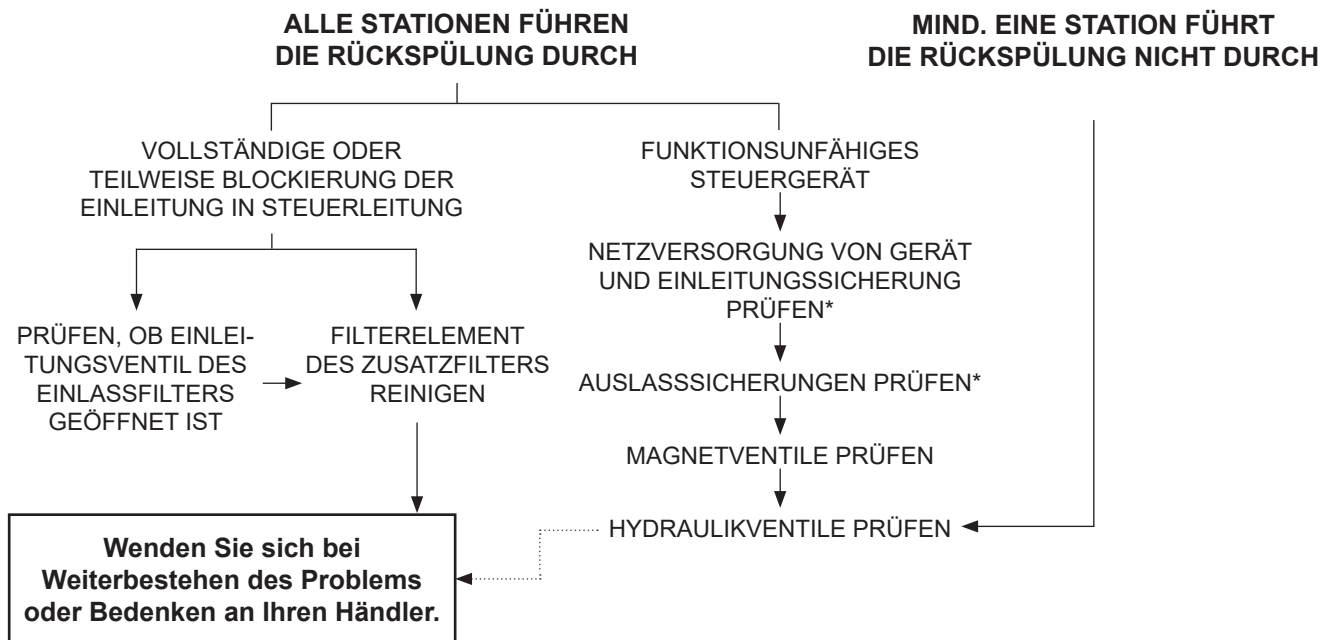 ALLE STATIONEN FÜHREN
DIE RÜCKSPÜLUNG DURCH
MIND. EINE STATION FÜHRT
DIE RÜCKSPÜLUNG NICHT DURCH
VOLLSTÄNDIGE ODER
TEILWEISE BLOCKIERUNG DER
EINLEITUNG IN STEUERLEITUNG
FUNKTIONSUNFÄHIGES
STEUERGERÄT
NETZVERSORGUNG VON GERÄT
UND EINLEITUNGSSICHERUNG
PRÜFEN*
PRÜFEN, OB EINLEI-
TUNGSVENTIL DES
EINLASSFILTERS
GEÖFFNET IST
FILTERELEMENT
DES ZUSATZFILTERS
REINIGEN
AUSLASSSICHERUNGEN PRÜFEN*
MAGNETVENTILE PRÜFEN
HYDRAULIKVENTILE PRÜFEN
Wenden Sie sich bei
Weiterbestehen des Problems
oder Bedenken an Ihren Händler.